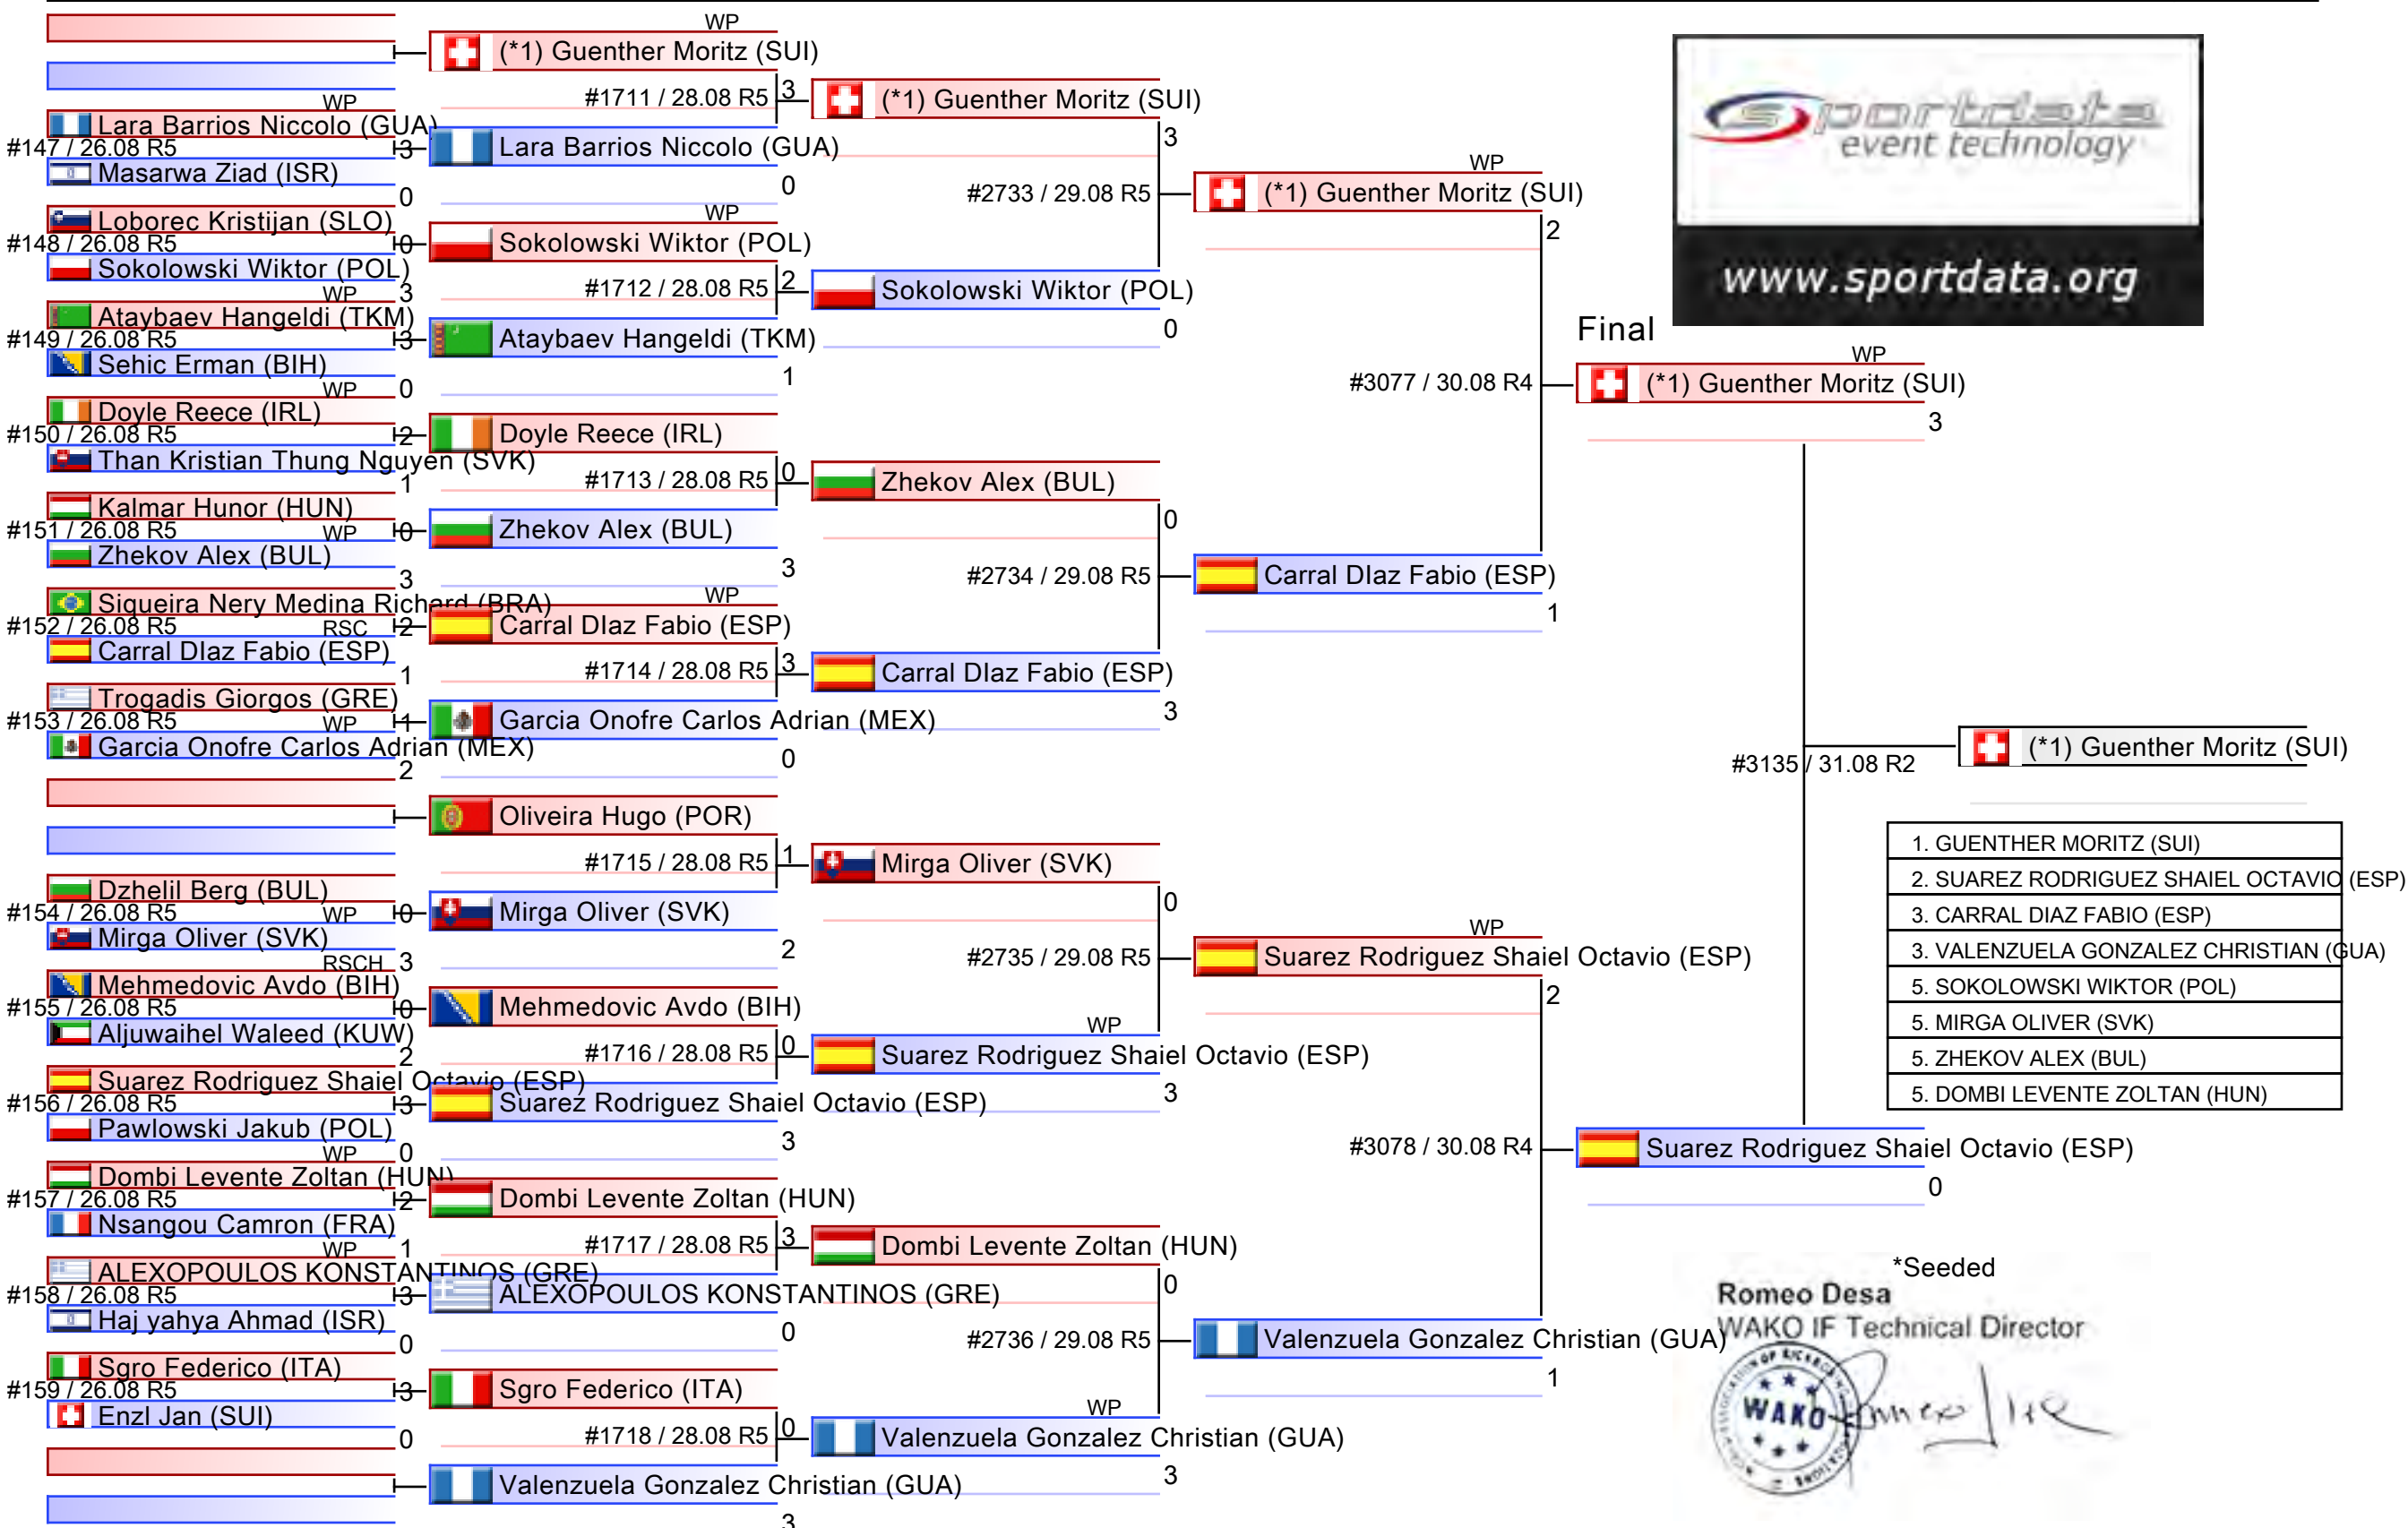 WP
(*1) Guenther Moritz (SUI)
#1711 / 28.08 R5
3
WP
Lara Barrios Niccolo (GUA)
#147 / 26.08 R5
3
Masarwa Ziad (ISR)
0
Lara Barrios Niccolo (GUA)
0
Loborec Kristijan (SLO)
#148 / 26.08 R5
0
Sokolowski Wiktor (POL)
WP
3
WP
Sokolowski Wiktor (POL)
#1712 / 28.08 R5
2
Ataybaev Hangeldi (TKM)
#149 / 26.08 R5
3
Sehic Erman (BIH)
WP
0
Ataybaev Hangeldi (TKM)
1
Doyle Reece (IRL)
#150 / 26.08 R5
2
Than Kristian Thung Nguyen (SVK)
1
Doyle Reece (IRL)
#1713 / 28.08 R5
0
Kalmar Hunor (HUN)
#151 / 26.08 R5
WP
0
Zhekov Alex (BUL)
3
Zhekov Alex (BUL)
3
Siqueira Nery Medina Richard (BRA)
#152 / 26.08 R5
RSC
2
Carral DIaz Fabio (ESP)
1
WP
Carral DIaz Fabio (ESP)
#1714 / 28.08 R5
3
Trogadis Giorgos (GRE)
#153 / 26.08 R5
WP
1
Garcia Onofre Carlos Adrian (MEX)
2
Garcia Onofre Carlos Adrian (MEX)
0
Oliveira Hugo (POR)
#1715 / 28.08 R5
1
Dzhelil Berg (BUL)
#154 / 26.08 R5
WP
0
Mirga Oliver (SVK)
RSCH
3
Mirga Oliver (SVK)
2
Mehmedovic Avdo (BIH)
#155 / 26.08 R5
0
Aljuwaihel Waleed (KUW)
2
Mehmedovic Avdo (BIH)
#1716 / 28.08 R5
0
Suarez Rodriguez Shaiel Octavio (ESP)
#156 / 26.08 R5
3
Pawlowski Jakub (POL)
WP
0
Suarez Rodriguez Shaiel Octavio (ESP)
3
Dombi Levente Zoltan (HUN)
#157 / 26.08 R5
2
Nsangou Camron (FRA)
WP
1
Dombi Levente Zoltan (HUN)
#1717 / 28.08 R5
3
ALEXOPOULOS KONSTANTINOS (GRE)
#158 / 26.08 R5
3
Haj yahya Ahmad (ISR)
0
ALEXOPOULOS KONSTANTINOS (GRE)
0
Sgro Federico (ITA)
#159 / 26.08 R5
3
Enzl Jan (SUI)
0
Sgro Federico (ITA)
#1718 / 28.08 R5
0
Valenzuela Gonzalez Christian (GUA)
3
(*1) Guenther Moritz (SUI)
3
#2733 / 29.08 R5
Sokolowski Wiktor (POL)
0
Zhekov Alex (BUL)
0
#2734 / 29.08 R5
Carral DIaz Fabio (ESP)
3
Mirga Oliver (SVK)
0
#2735 / 29.08 R5
WP
Suarez Rodriguez Shaiel Octavio (ESP)
3
Dombi Levente Zoltan (HUN)
0
#2736 / 29.08 R5
WP
Valenzuela Gonzalez Christian (GUA)
3
WP
(*1) Guenther Moritz (SUI)
2
#3077 / 30.08 R4
Carral DIaz Fabio (ESP)
1
WP
Suarez Rodriguez Shaiel Octavio (ESP)
2
#3078 / 30.08 R4
Valenzuela Gonzalez Christian (GUA)
1
Final
WP
(*1) Guenther Moritz (SUI)
3
#3135 / 31.08 R2
Suarez Rodriguez Shaiel Octavio (ESP)
0
(*1) Guenther Moritz (SUI)
sportdata
event technology
www.sportdata.org
1. GUENTHER MORITZ (SUI)
2. SUAREZ RODRIGUEZ SHAIEL OCTAVIO (ESP)
3. CARRAL DIAZ FABIO (ESP)
3. VALENZUELA GONZALEZ CHRISTIAN (GUA)
5. SOKOLOWSKI WIKTOR (POL)
5. MIRGA OLIVER (SVK)
5. ZHEKOV ALEX (BUL)
5. DOMBI LEVENTE ZOLTAN (HUN)
*Seeded
Romeo Desa
WAKO IF Technical Director
WAKO